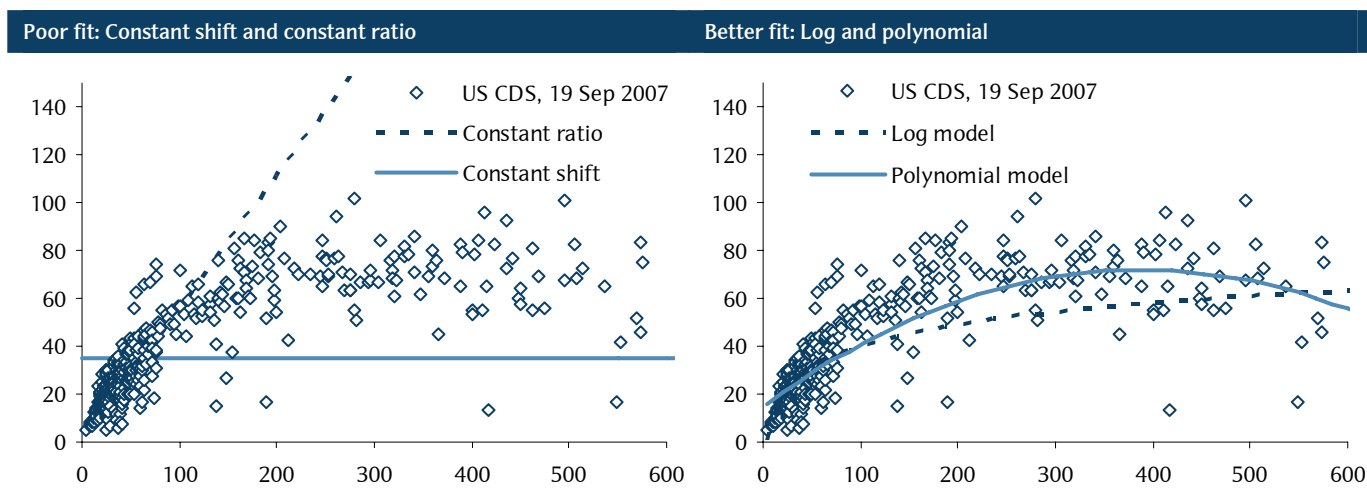 Poor fit: Constant shift and constant ratio
140
120
100
80
60
40
20
0
0 100 200 300 400 500 600
US CDS, 19 Sep 2007
Constant ratio
Constant shift
Better fit: Log and polynomial
140
120
100
80
60
40
20
0
0 100 200 300 400 500 600
US CDS, 19 Sep 2007
Log model
Polynomial model